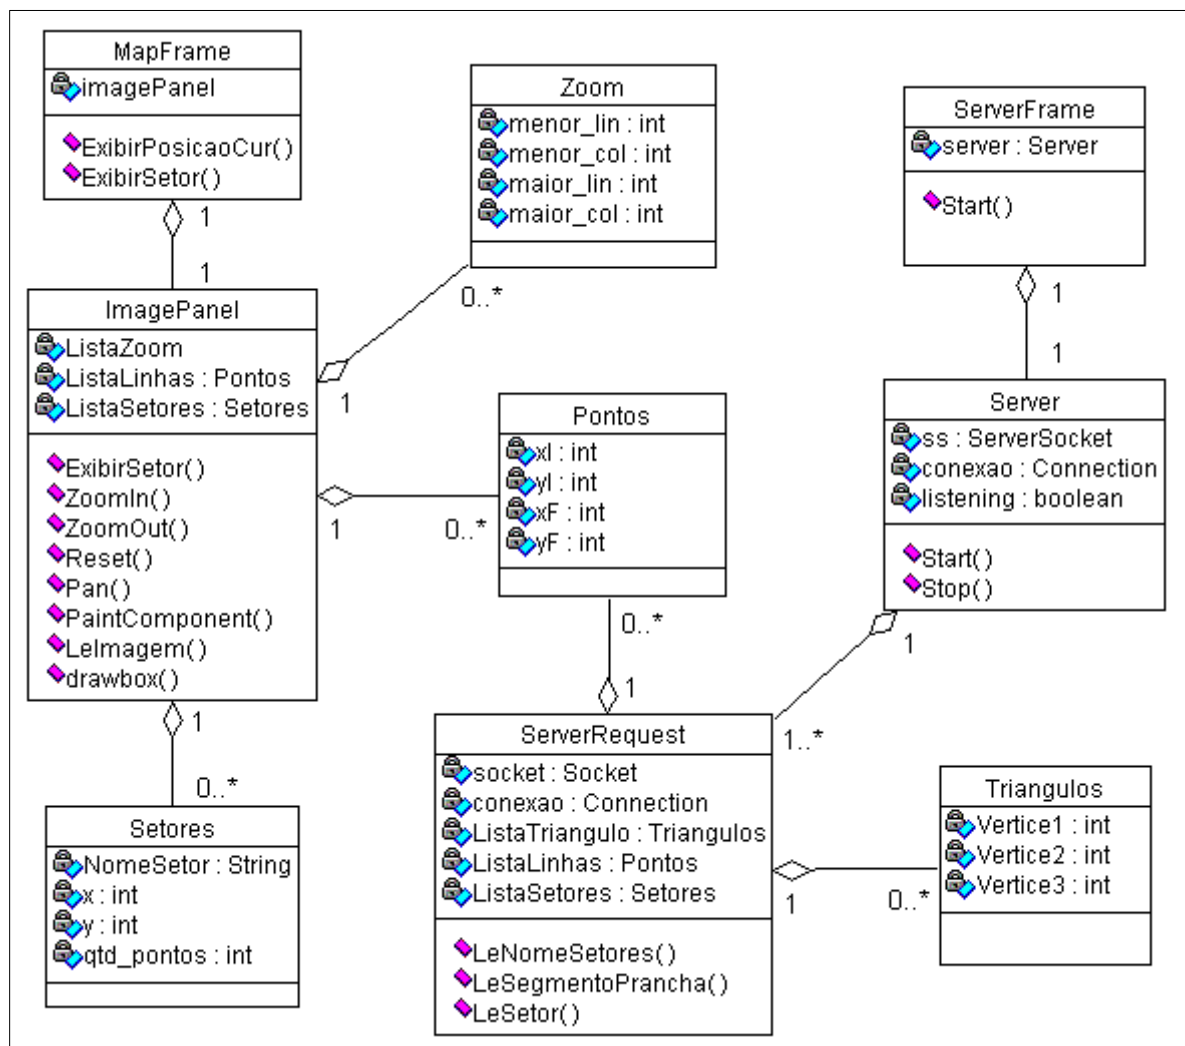 MapFrame
imagePanel
ExibirPosicaoCur()
ExibirSetor()
1
1
Zoom
menor_lin : int
menor_col : int
maior_lin : int
maior_col : int
0..*
1
ServerFrame
server : Server
Start()
1
1
ImagePanel
ListaZoom
ListaLinhas : Pontos
ListaSetores : Setores
ExibirSetor()
ZoomIn()
ZoomOut()
Reset()
Pan()
PaintComponent()
LeImagem()
drawbox()
1
0..*
Pontos
xI : int
yI : int
xF : int
yF : int
0..*
1
Server
ss : ServerSocket
conexao : Connection
listening : boolean
Start()
Stop()
1
1..*
1
0..*
Setores
NomeSetor : String
x : int
y : int
qtd_pontos : int
ServerRequest
socket : Socket
conexao : Connection
ListaTriangulo : Triangulos
ListaLinhas : Pontos
ListaSetores : Setores
LeNomeSetores()
LeSegmentoPrancha()
LeSetor()
1
0..*
Triangulos
Vertice1 : int
Vertice2 : int
Vertice3 : int